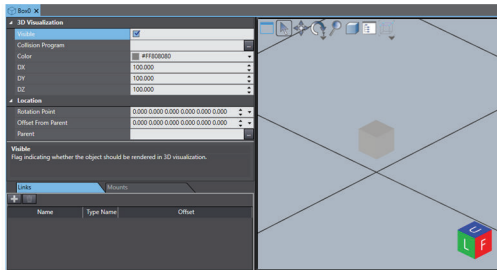 Box0 ×
3D Visualization
Visible
Collision Program ...
Color #FF808080
DX 100.000
DY 100.000
DZ 100.000
Location
Rotation Point 0.000 0.000 0.000 0.000 0.000 0.000
Offset From Parent 0.000 0.000 0.000 0.000 0.000 0.000
Parent ...
Visible
Flag indicating whether the object should be rendered in 3D visualization.
Links Mounts
Name Type Name Offset
U
L F